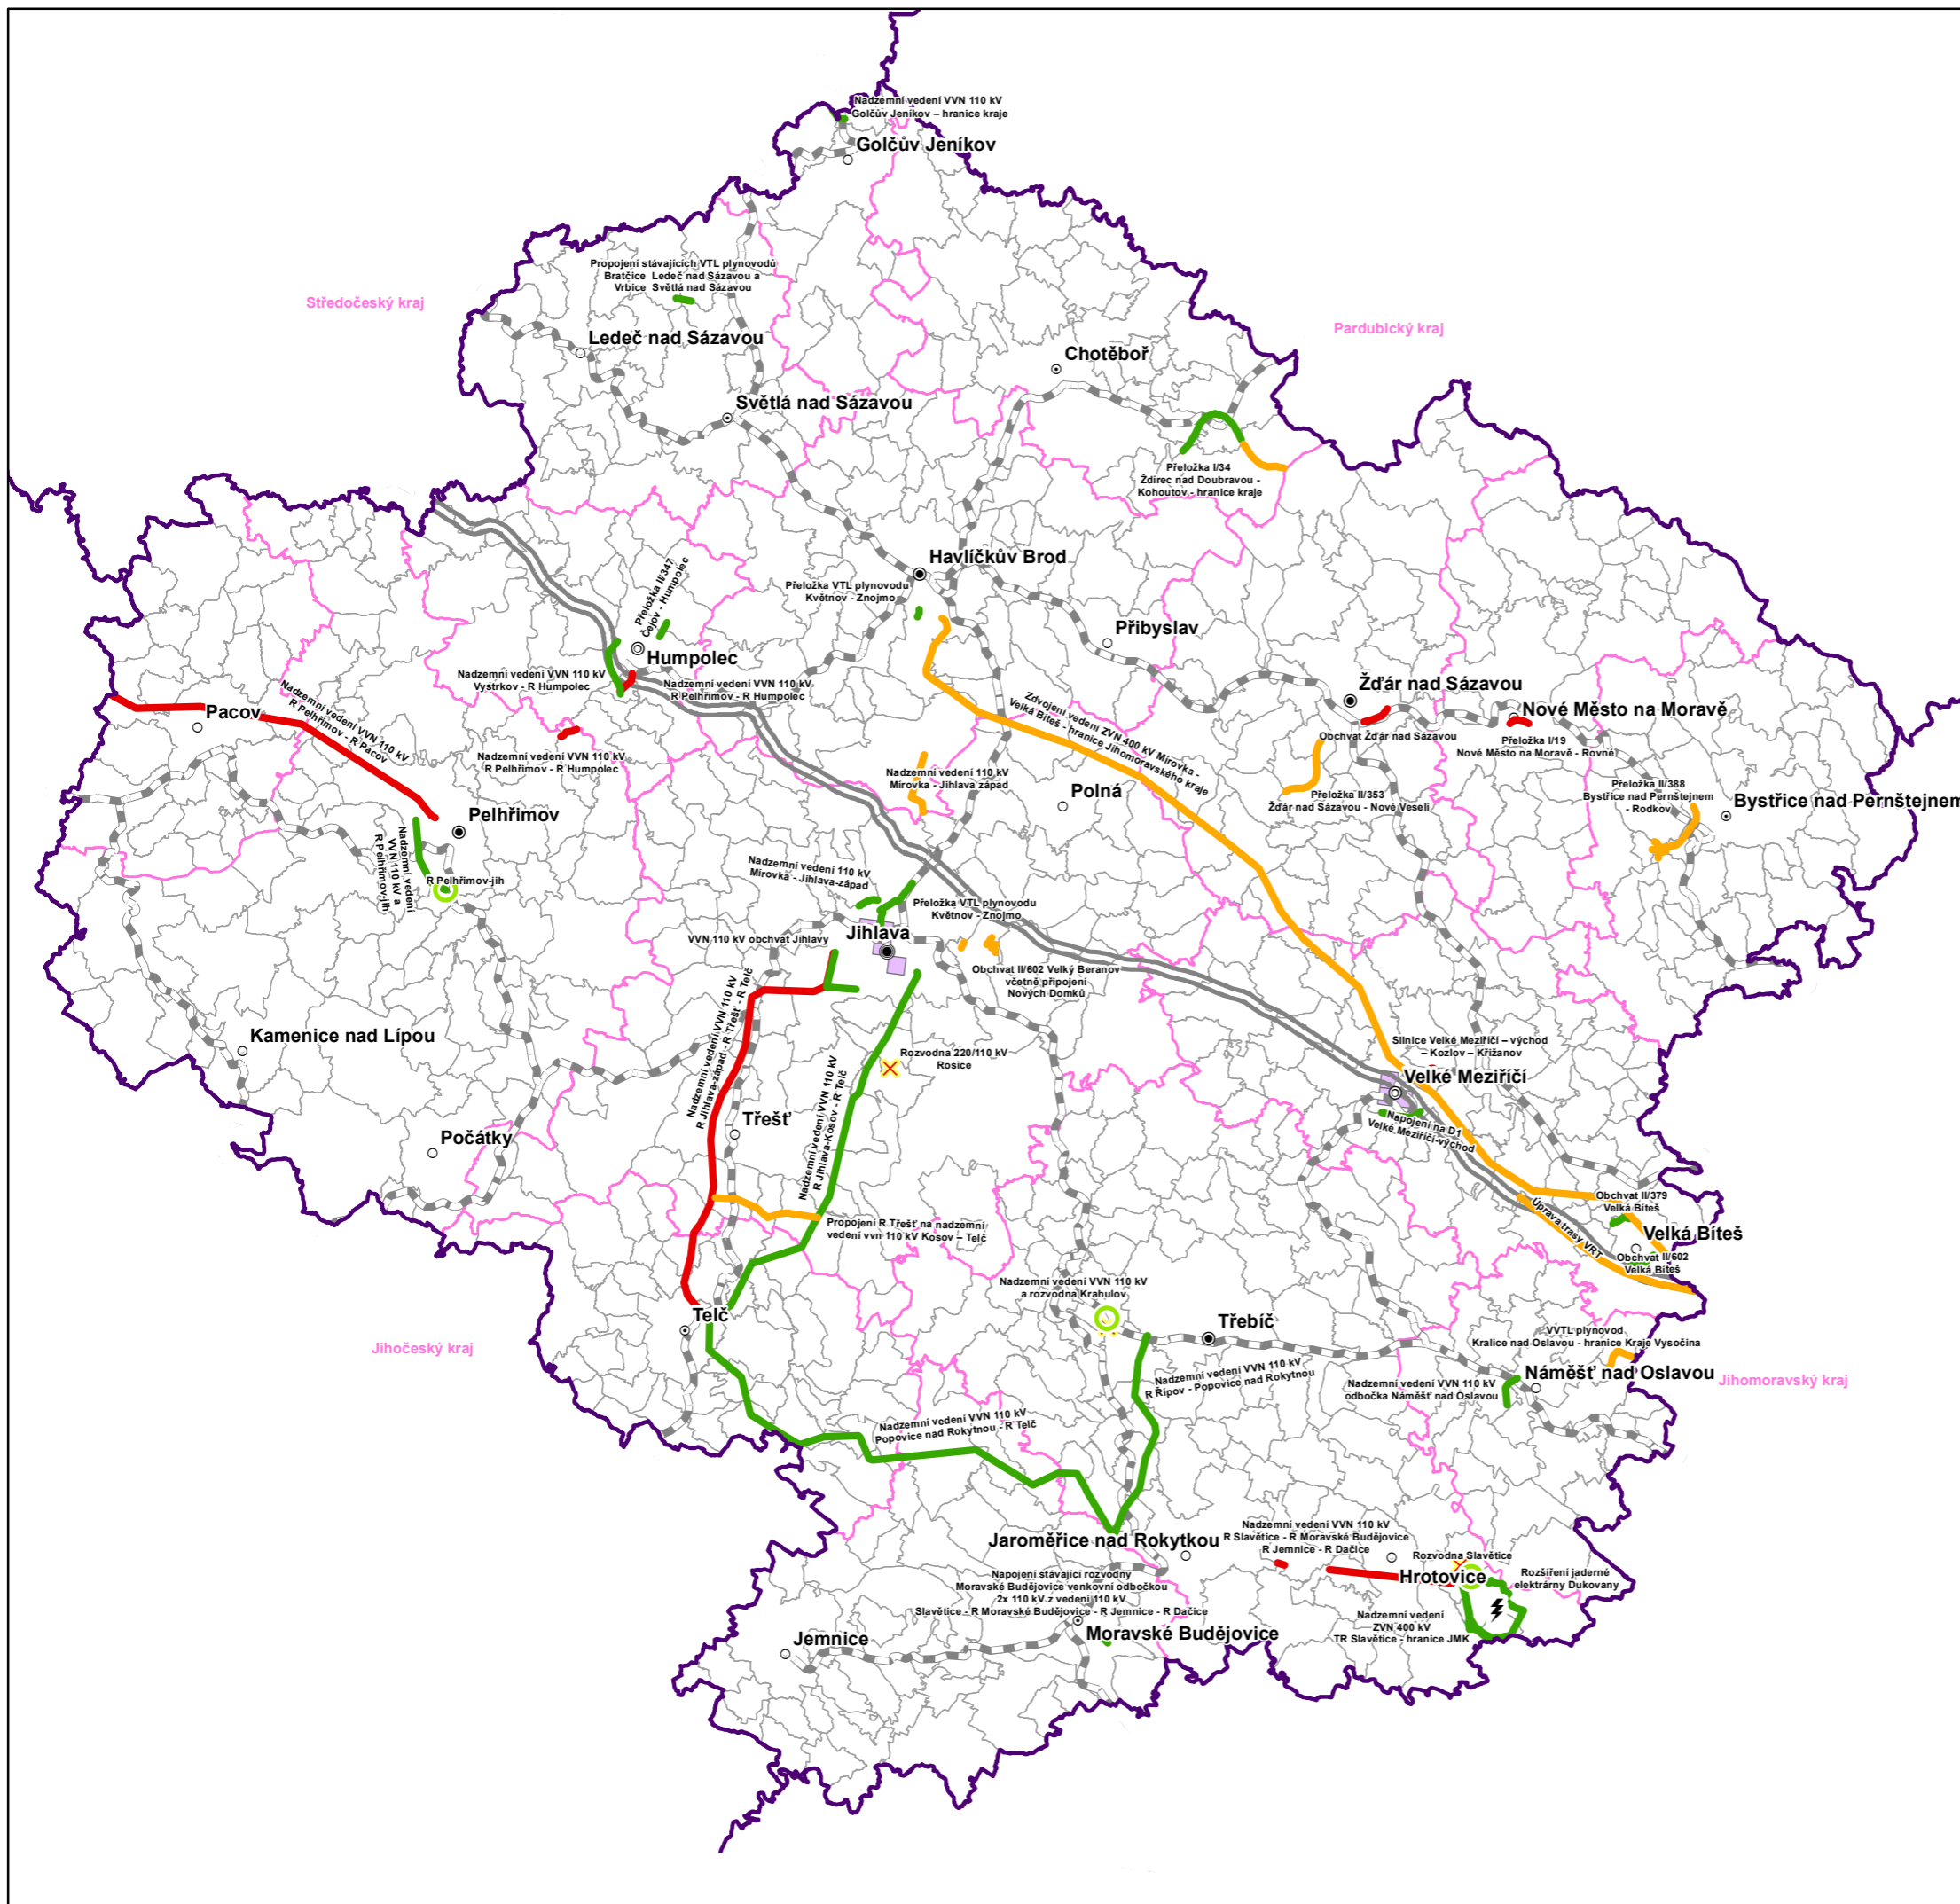 Nadzemní vedení VVN 110 kV
Golčův Jeníkov – hranice kraje
Golčův Jeníkov
Propojení stávajících VTL plynovodů
Bratčice Ledeč nad Sázavou a
Vrbice Světlá nad Sázavou
Středočeský kraj
Pardubický kraj
Ledeč nad Sázavou
Chotěboř
Světlá nad Sázavou
Přeložka I/34
Ždírec nad Doubravou -
Kohoutov - hranice kraje
Havlíčkův Brod
Přeložka VTL plynovodu
Květnov - Znojmo
Přeložka II/347
Čejov - Humpolec
Přibyslav
Humpolec
Nadzemní vedení VVN 110 kV
Vystrkov - R Humpolec
Nadzemní vedení VVN 110 kV
R Pelhřimov - R Humpolec
Žďár nad Sázavou
Obchvat Žďár nad Sázavou
Nové Město na Moravě
Přeložka I/19
Nové Město na Moravě - Rovné
Pacov
Nadzemní vedení VVN 110 kV
R Pelhřimov - R Pacov
Nadzemní vedení VVN 110 kV
R Pelhřimov - R Humpolec
Zdvojení vedení ZVN 400 kV Mírovka -
Velká Bíteš - hranice Jihomoravského kraje
Nadzemní vedení 110 kV
Mírovka - Jihlava západ
Polná
Přeložka II/353
Žďár nad Sázavou - Nové Veselí
Přeložka II/388
Bystřice nad Pernštejnem
- Rodkov
Bystřice nad Pernštejnem
Pelhřimov
Nadzemní vedení
VVN 110 kV a
R Pelhřimov-jih
R Pelhřimov-jih
Nadzemní vedení 110 kV
Mírovka - Jihlava-západ
Přeložka VTL plynovodu
Květnov - Znojmo
Jihlava
VVN 110 kV obchvat Jihlavy
Obchvat II/602 Velký Beranov
včetně připojení
Nových Domků
Kamenice nad Lípou
Nadzemní vedení VVN 110 kV
R Jihlava-západ - R Třešť - R Telč
Rozvodna 220/110 kV
Rosice
Nadzemní vedení VVN 110 kV
R Jihlava-Kosov - R Telč
Silnice Velké Meziříčí – východ
– Kozlov – Křižanov
Velké Meziříčí
Napojení na D1
Velké Meziříčí-východ
Třešť
Počátky
Propojení R Třešť na nadzemní
vedení vvn 110 kV Kosov – Telč
Obchvat II/379
Velká Bíteš
Velká Bíteš
Úprava trasy VRT
Obchvat II/602
Velká Bíteš
Nadzemní vedení VVN 110 kV
a rozvodna Krahulov
Telč
Třebíč
Jihočeský kraj
VVTL plynovod
Kralice nad Oslavou - hranice Kraje Vysočina
Náměšť nad Oslavou
Jihomoravský kraj
Nadzemní vedení VVN 110 kV
R Řípov - Popovice nad Rokytnou
Nadzemní vedení VVN 110 kV
odbočka Náměšť nad Oslavou
Nadzemní vedení VVN 110 kV
Popovice nad Rokytnou - R Telč
Jaroměřice nad Rokytkou
Nadzemní vedení VVN 110 kV
R Slavětice - R Moravské Budějovice
R Jemnice - R Dačice
Rozvodna Slavětice
Hrotovice
Rozšíření jaderné
elektrárny Dukovany
Napojení stávající rozvodny
Moravské Budějovice venkovní odbočkou
2x 110 kV z vedení 110 kV
Slavětice - R Moravské Budějovice - R Jemnice - R Dačice
Nadzemní vedení
ZVN 400 kV
TR Slavětice - hranice JMK
Moravské Budějovice
Jemnice